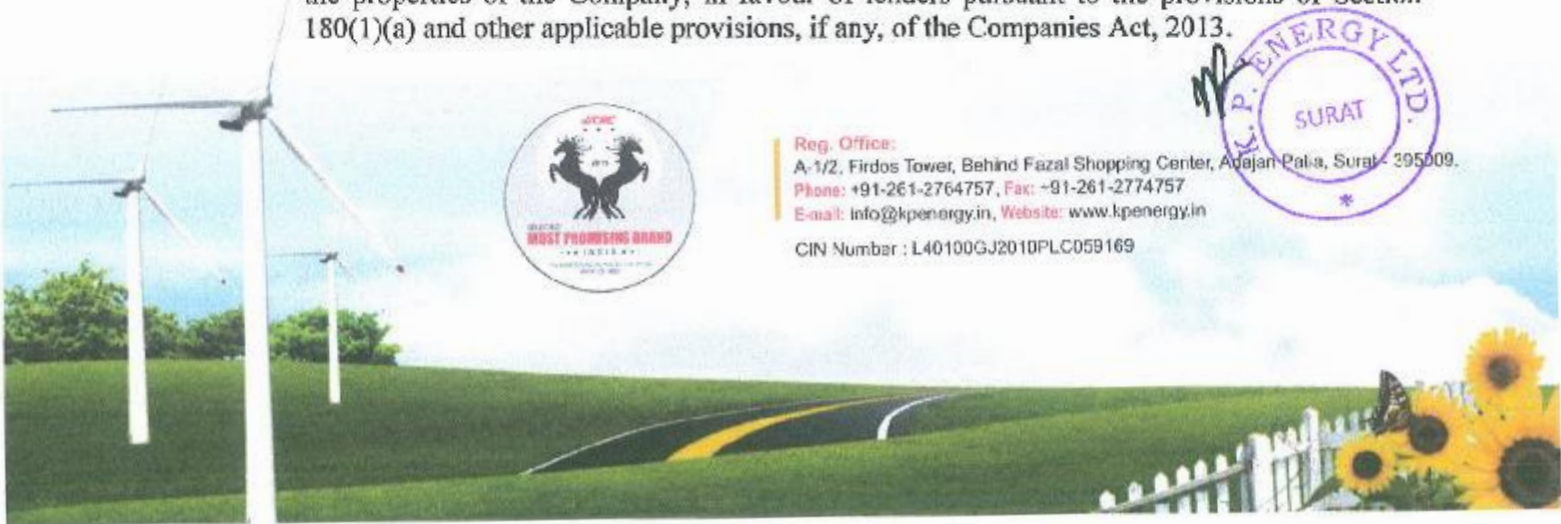 the properties of the Company, in favour of lenders pursuant to the provisions of Section
180(1)(a) and other applicable provisions, if any, of the Companies Act, 2013.
K. P. ENERGY LTD.
SURAT
*
MOST PROMISING BRAND
INDIA
Reg. Office:
A-1/2, Firdos Tower, Behind Fazal Shopping Center, Adajan Patia, Surat - 395009.
Phone: +91-261-2764757, Fax: +91-261-2774757
E-mail: info@kpenergy.in, Website: www.kpenergy.in
CIN Number : L40100GJ2010PLC059169